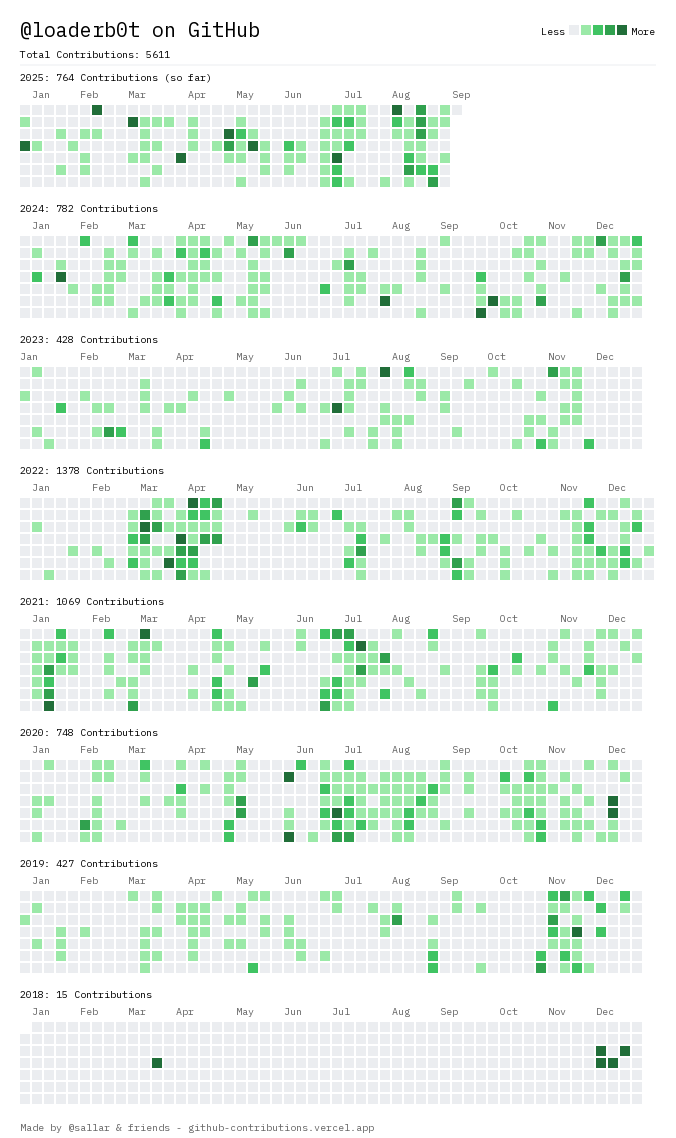 @loaderb0t on GitHub
Less More
Total Contributions: 5611
2025: 764 Contributions (so far)
Jan Feb Mar Apr May Jun Jul Aug Sep
2024: 782 Contributions
Jan Feb Mar Apr May Jun Jul Aug Sep Oct Nov Dec
2023: 428 Contributions
Jan Feb Mar Apr May Jun Jul Aug Sep Oct Nov Dec
2022: 1378 Contributions
Jan Feb Mar Apr May Jun Jul Aug Sep Oct Nov Dec
2021: 1069 Contributions
Jan Feb Mar Apr May Jun Jul Aug Sep Oct Nov Dec
2020: 748 Contributions
Jan Feb Mar Apr May Jun Jul Aug Sep Oct Nov Dec
2019: 427 Contributions
Jan Feb Mar Apr May Jun Jul Aug Sep Oct Nov Dec
2018: 15 Contributions
Jan Feb Mar Apr May Jun Jul Aug Sep Oct Nov Dec
Made by @sallar & friends - github-contributions.vercel.app